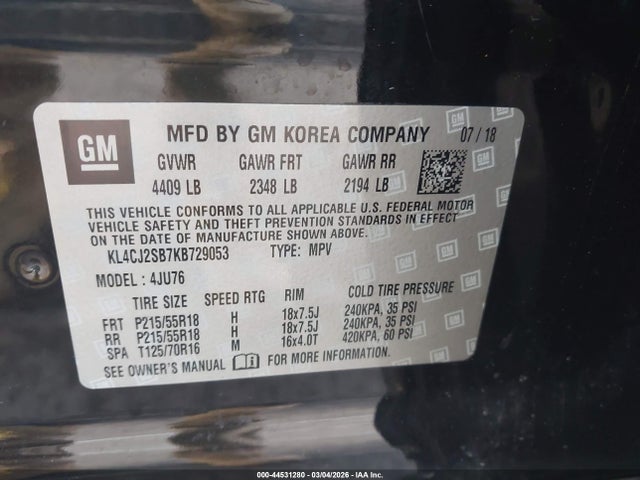 GM
MFD BY GM KOREA COMPANY 07 / 18
GVWR GAWR FRT GAWR RR
4409 LB 2348 LB 2194 LB
THIS VEHICLE CONFORMS TO ALL APPLICABLE U.S. FEDERAL MOTOR
VEHICLE SAFETY AND THEFT PREVENTION STANDARDS IN EFFECT
ON THE DATE OF MANUFACTURE SHOWN ABOVE.
KL4CJ2SB7KB729053 TYPE: MPV
MODEL : 4JU76
TIRE SIZE SPEED RTG RIM COLD TIRE PRESSURE
FRT P215/55R18 H 18x7.5J 240KPA, 35 PSI
RR P215/55R18 H 18x7.5J 240KPA, 35 PSI
SPA T125/70R16 M 16x4.0T 420KPA, 60 PSI
SEE OWNER'S MANUAL FOR MORE INFORMATION.
000-44531280 - 03/04/2026 - IAA Inc.